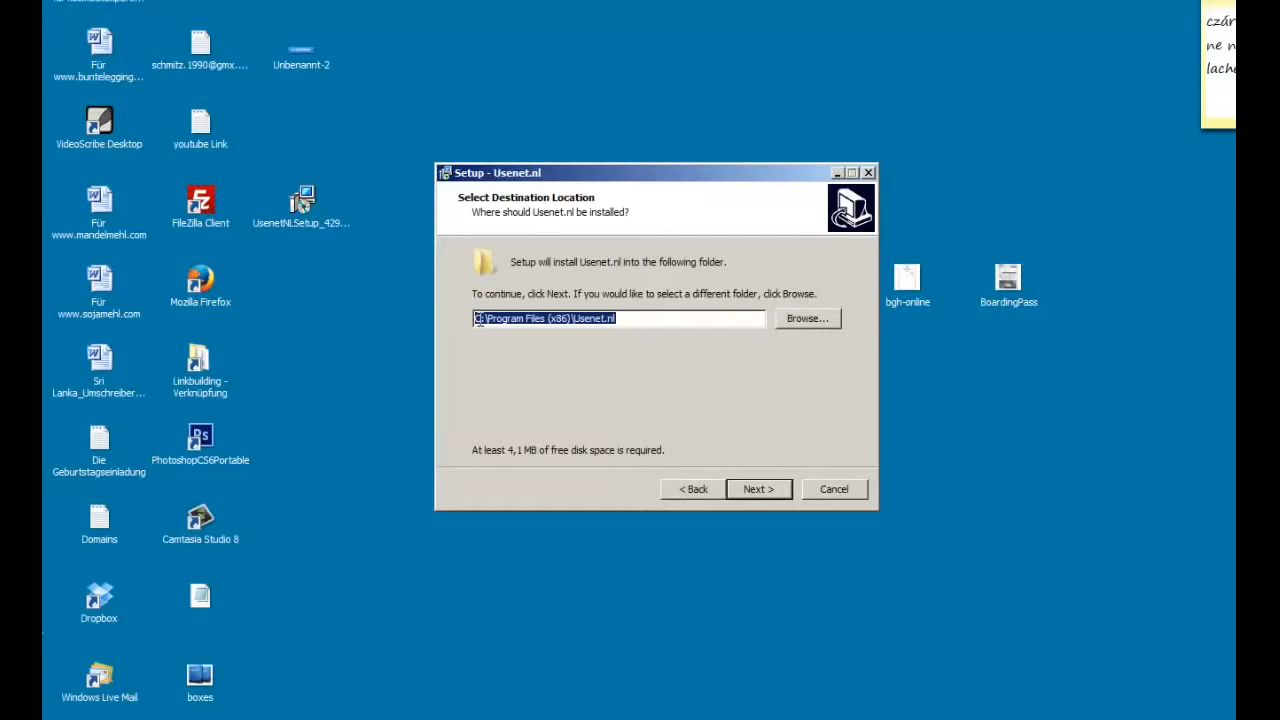 Für
www.buntelegging...
schmitz.1990@gmx....
Unbenannt-2
VideoScribe Desktop
youtube Link
Für
www.mandelmehl.com
FileZilla Client
UsenetNLSetup_429...
Für
www.sojamehl.com
Mozilla Firefox
Sri
Lanka_Umschreiber...
Linkbuilding -
Verknüpfung
Die
Geburtstagseinladung
Ps
PhotoshopCS6Portable
Domains
Camtasia Studio 8
Dropbox
Windows Live Mail
boxes
Setup - Usenet.nl
Select Destination Location
Where should Usenet.nl be installed?
Setup will install Usenet.nl into the following folder.
To continue, click Next. If you would like to select a different folder, click Browse.
C:\Program Files (x86)\Usenet.nl
Browse...
At least 4,1 MB of free disk space is required.
< Back
Next >
Cancel
bgh-online
BoardingPass
czár
ne n
lache